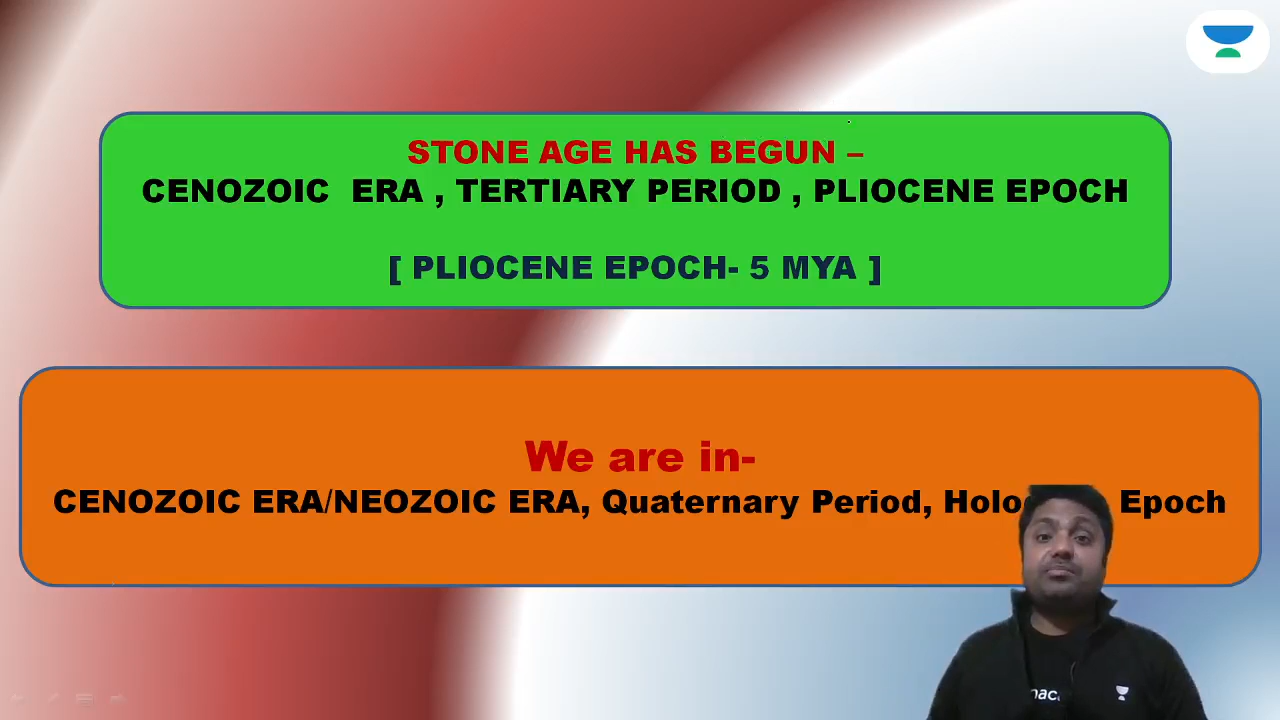 STONE AGE HAS BEGUN –
CENOZOIC ERA , TERTIARY PERIOD , PLIOCENE EPOCH
[ PLIOCENE EPOCH- 5 MYA ]
We are in-
CENOZOIC ERA/NEOZOIC ERA, Quaternary Period, Epoch